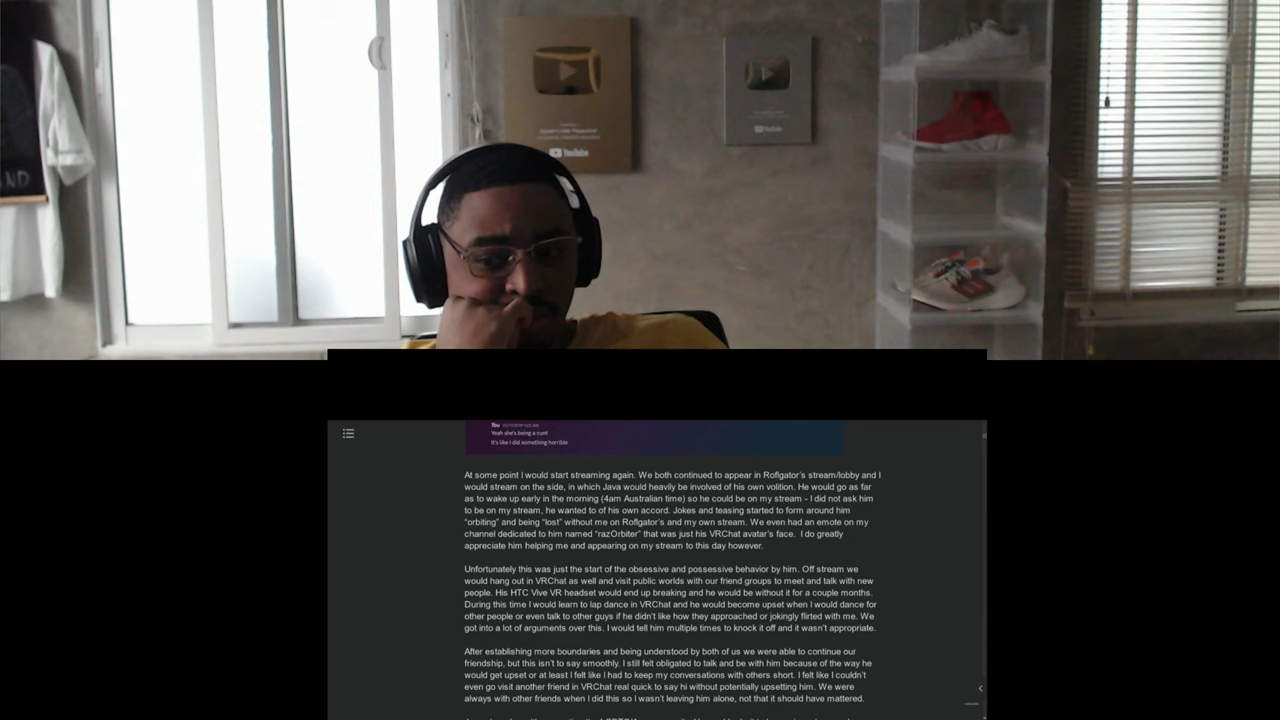 ND
YouTube
YouTube
You
Yeah she's being a cunt
It's like I did something horrible
At some point I would start streaming again. We both continued to appear in Roflgator's stream/lobby and I
would stream on the side, in which Java would heavily be involved of his own volition. He would go as far
as to wake up early in the morning (4am Australian time) so he could be on my stream - I did not ask him
to be on my stream, he wanted to of his own accord. Jokes and teasing started to form around him
“orbiting” and being “lost” without me on Roflgator's and my own stream. We even had an emote on my
channel dedicated to him named “razOrbiter” that was just his VRChat avatar's face.  I do greatly
appreciate him helping me and appearing on my stream to this day however.
Unfortunately this was just the start of the obsessive and possessive behavior by him. Off stream we
would hang out in VRChat as well and visit public worlds with our friend groups to meet and talk with new
people. His HTC Vive VR headset would end up breaking and he would be without it for a couple months.
During this time I would learn to lap dance in VRChat and he would become upset when I would dance for
other people or even talk to other guys if he didn't like how they approached or jokingly flirted with me. We
got into a lot of arguments over this. I would tell him multiple times to knock it off and it wasn't appropriate.
After establishing more boundaries and being understood by both of us we were able to continue our
friendship, but this isn't to say smoothly. I still felt obligated to talk and be with him because of the way he
would get upset or at least I felt like I had to keep my conversations with others short. I felt like I couldn't
even go visit another friend in VRChat real quick to say hi without potentially upsetting him. We were
always with other friends when I did this so I wasn't leaving him alone, not that it should have mattered.